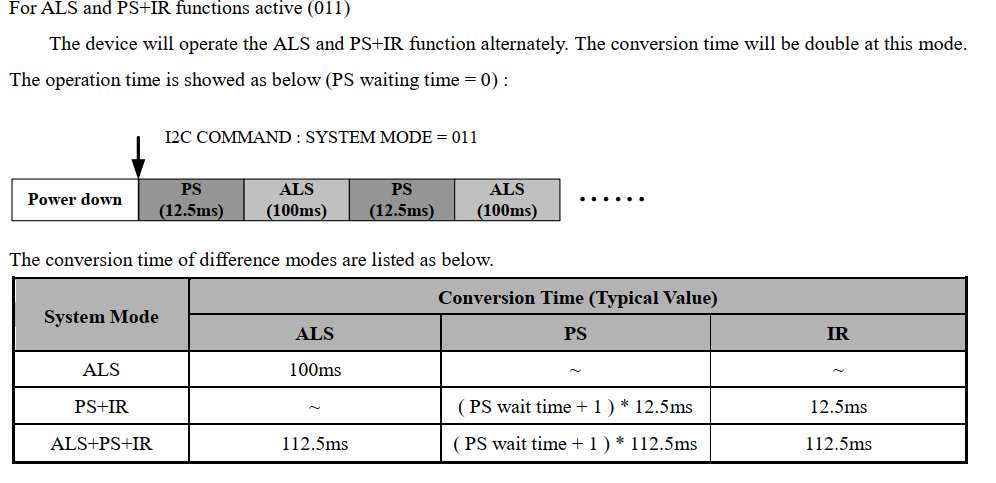 For ALS and PS+IR functions active (011)
The device will operate the ALS and PS+IR function alternately. The conversion time will be double at this mode.
The operation time is showed as below (PS waiting time = 0) :
I2C COMMAND : SYSTEM MODE = 011
Power down
PS
(12.5ms)
ALS
(100ms)
PS
(12.5ms)
ALS
(100ms)
......
The conversion time of difference modes are listed as below.
System Mode
Conversion Time (Typical Value)
ALS PS IR
ALS 100ms ~ ~
PS+IR ~ ( PS wait time + 1 ) * 12.5ms 12.5ms
ALS+PS+IR 112.5ms ( PS wait time + 1 ) * 112.5ms 112.5ms